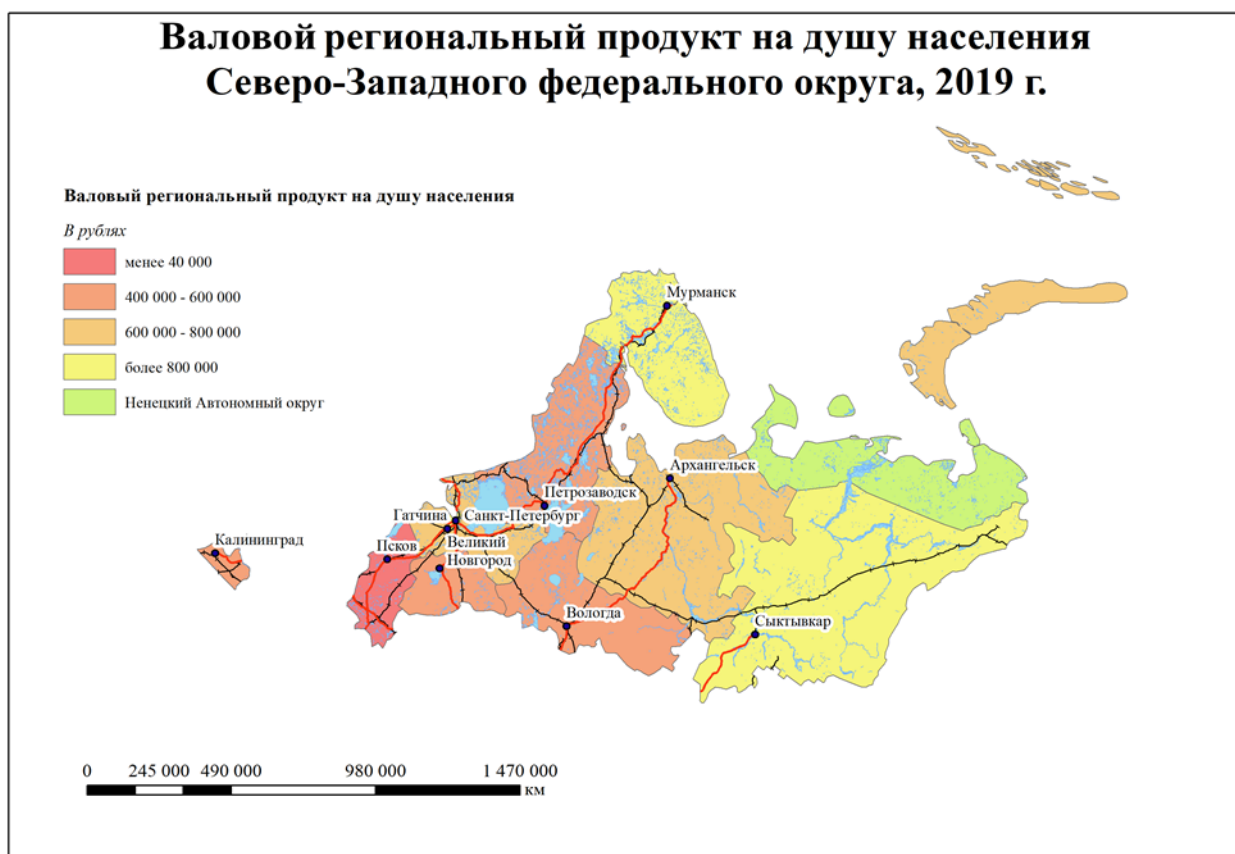 Валовой региональный продукт на душу населения
Северо-Западного федерального округа, 2019 г.
Валовый региональный продукт на душу населения
В рублях
менее 40 000
400 000 - 600 000
600 000 - 800 000
более 800 000
Ненецкий Автономный округ
Мурманск
Архангельск
Петрозаводск
Гатчина
Санкт-Петербург
Калининград
Псков
Великий
Новгород
Вологда
Сыктывкар
0 245 000 490 000 980 000 1 470 000
км